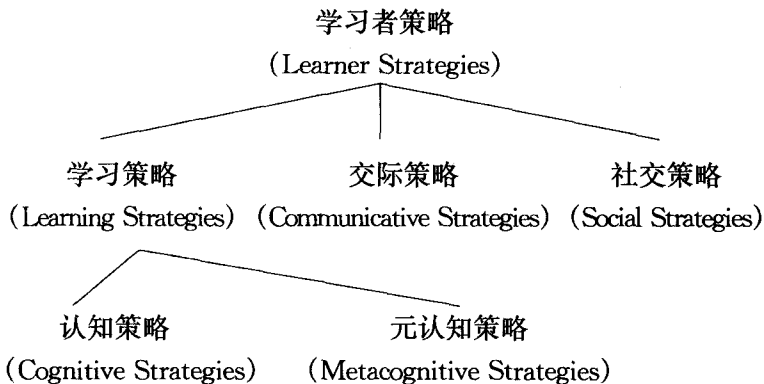 学习者策略
(Learner Strategies)
学习策略 交际策略 社交策略
(Learning Strategies) (Communicative Strategies) (Social Strategies)
认知策略 元认知策略
(Cognitive Strategies) (Metacognitive Strategies)